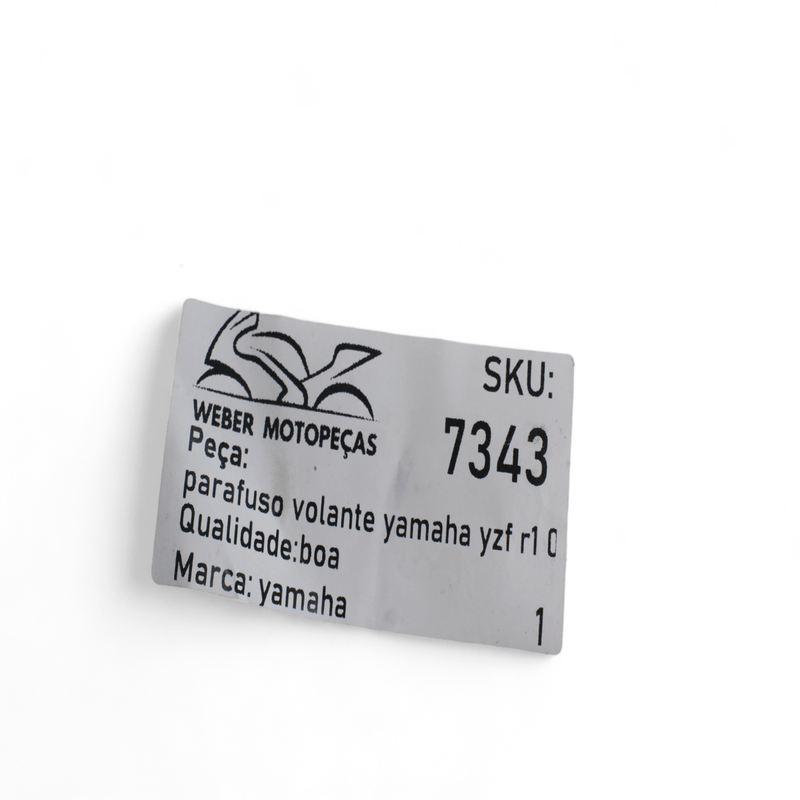 WEBER MOTOPEÇAS
SKU:
7343
Peça:
parafuso volante yamaha yzf r1 0
Qualidade:boa
Marca: yamaha
1